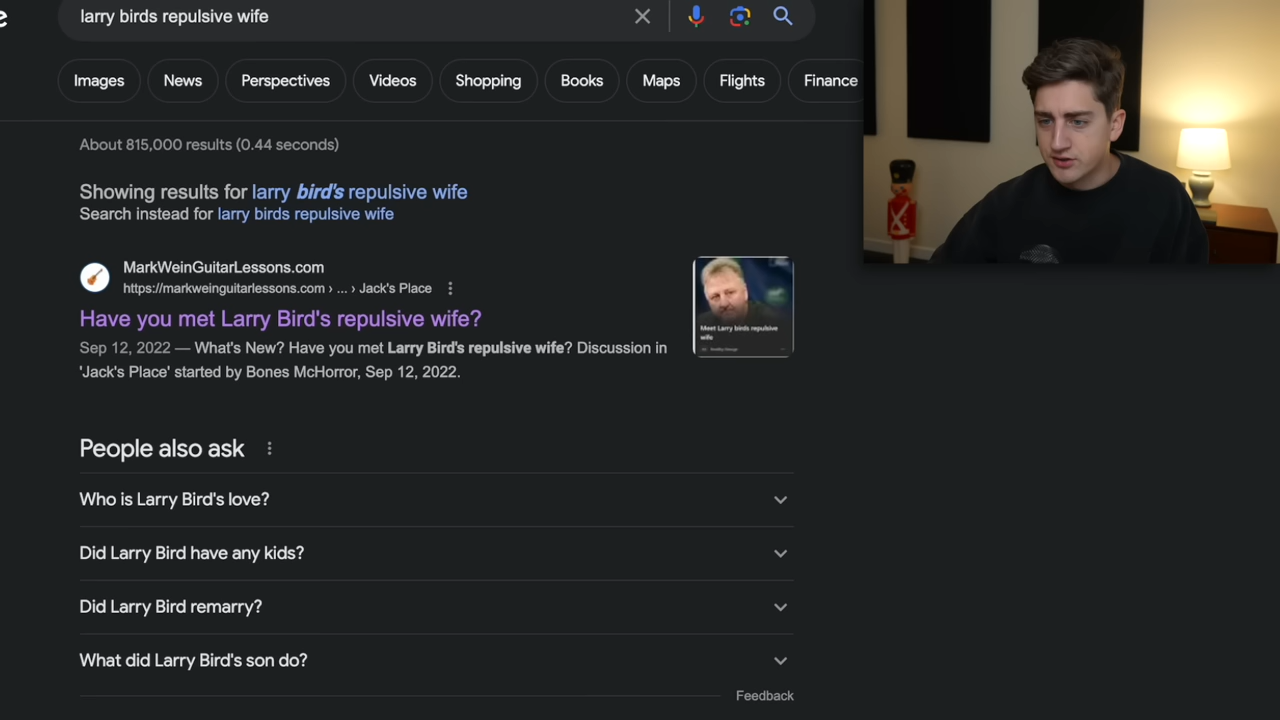 e
larry birds repulsive wife
Images
News
Perspectives
Videos
Shopping
Books
Maps
Flights
Finance
About 815,000 results (0.44 seconds)
Showing results for larry bird's repulsive wife
Search instead for larry birds repulsive wife
MarkWeinGuitarLessons.com
https://markweinguitarlessons.com › ... › Jack's Place
Have you met Larry Bird's repulsive wife?
Sep 12, 2022 — What's New? Have you met Larry Bird's repulsive wife? Discussion in
'Jack's Place' started by Bones McHorror, Sep 12, 2022.
Meet Larry birds repulsive
wife
People also ask
Who is Larry Bird's love?
Did Larry Bird have any kids?
Did Larry Bird remarry?
What did Larry Bird's son do?
Feedback